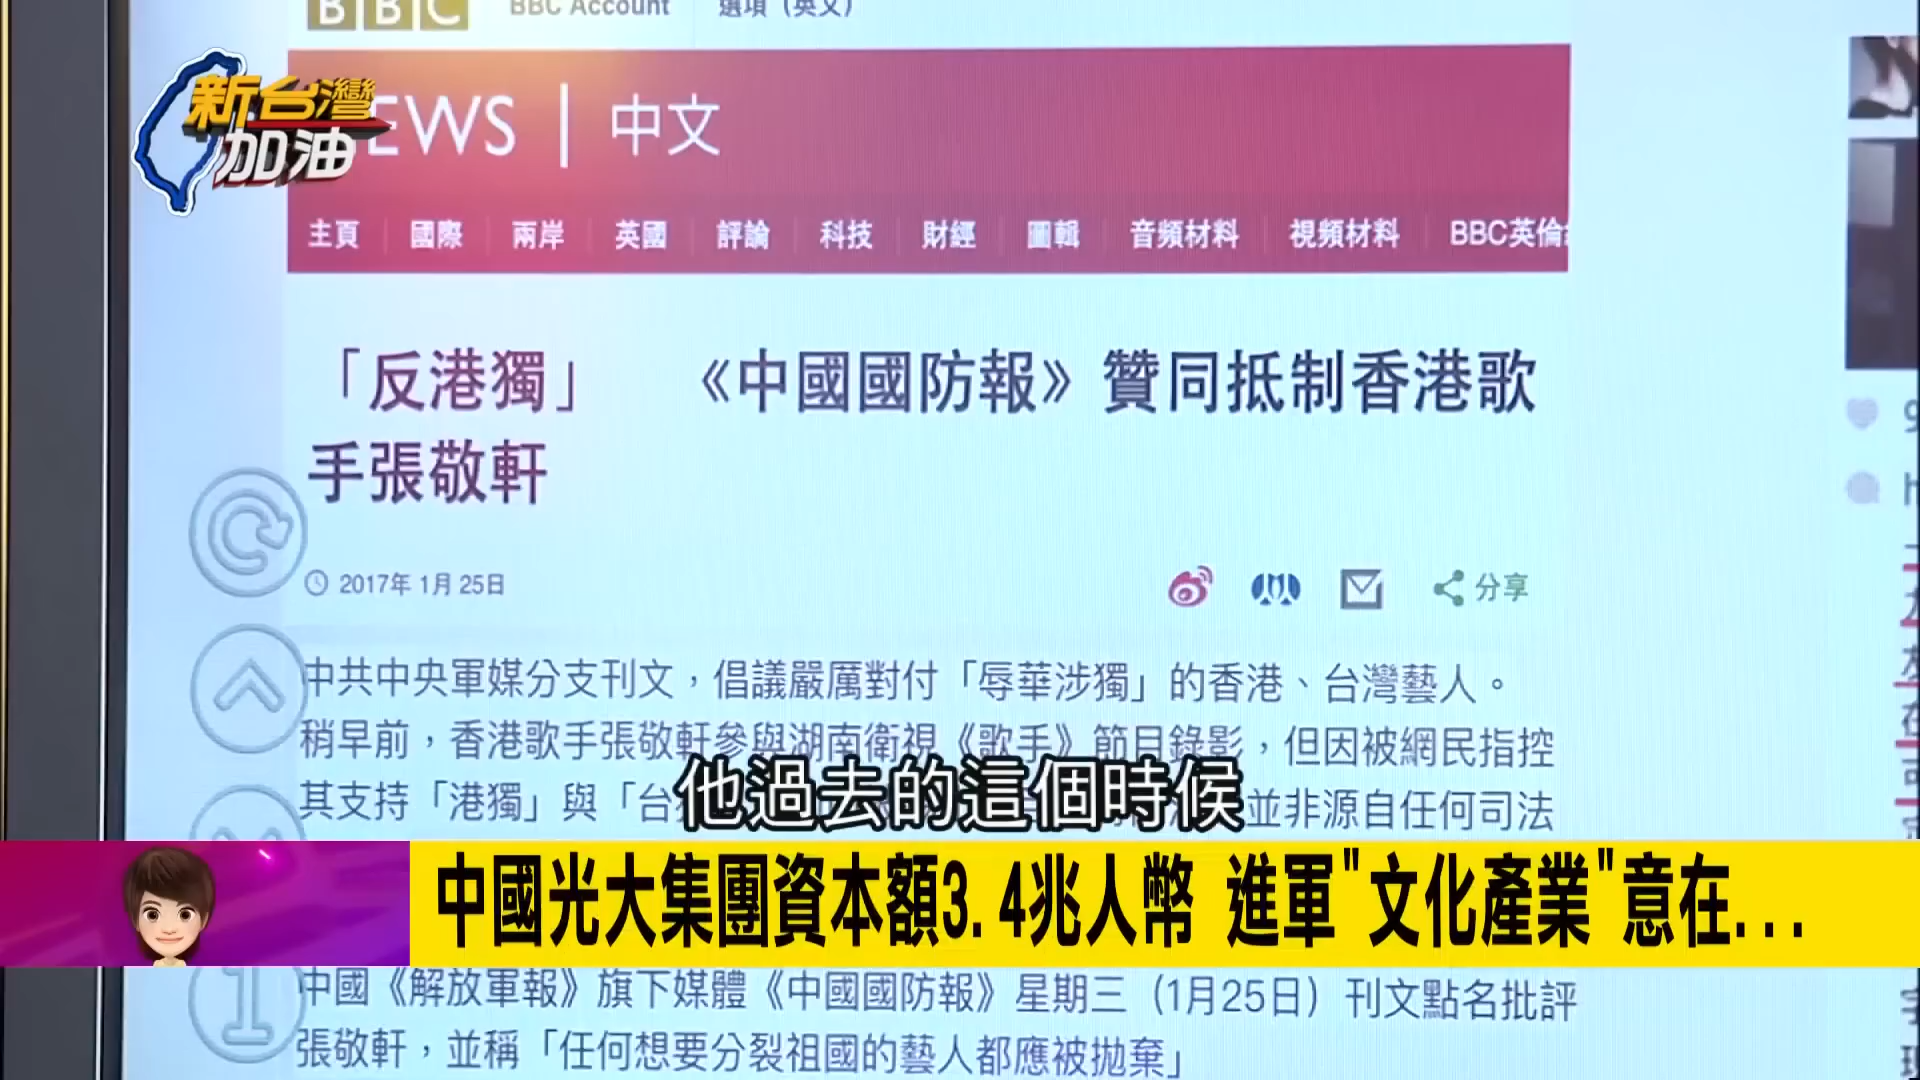 BBC
BBC Account
選項（英文）
新台灣
加油
EWS | 中文
主頁
國際
兩岸
英國
評論
科技
財經
圖輯
音頻材料
視頻材料
BBC英倫
「反港獨」 《中國國防報》贊同抵制香港歌
手張敬軒
2017年 1月 25日
分享
中共中央軍媒分支刊文，倡議嚴厲對付「辱華涉獨」的香港、台灣藝人。
稍早前，香港歌手張敬軒參與湖南衛視《歌手》節目錄影，但因被網民指控
其支持「港獨」與「台
並非源自任何司法
他過去的這個時候
中國光大集團資本額3.4兆人幣 進軍"文化產業"意在...
1
中國《解放軍報》旗下媒體《中國國防報》星期三（1月25日）刊文點名批評
張敬軒，並稱「任何想要分裂祖國的藝人都應被拋棄」